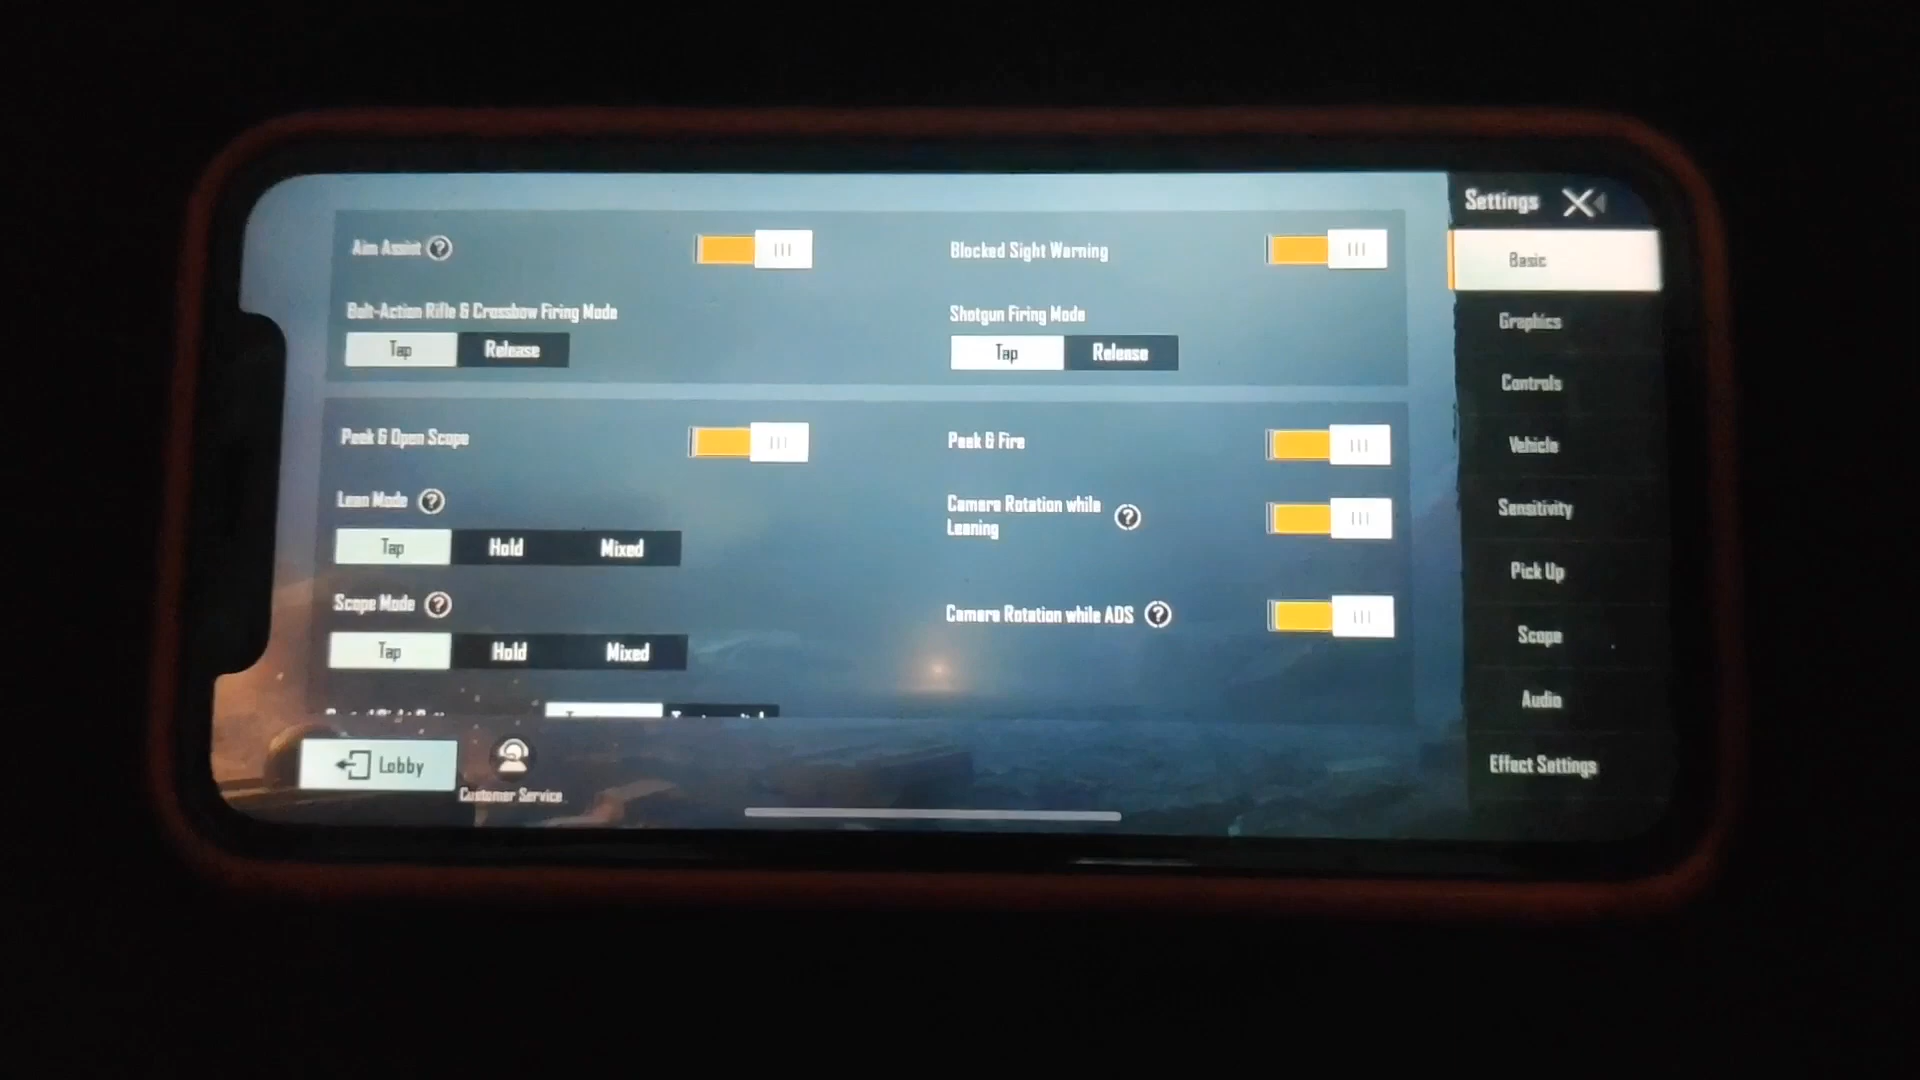 Settings
Aim Assist ?
Blocked Sight Warning
Basic
Bolt-Action Rifle & Crossbow Firing Mode
Shotgun Firing Mode
Graphics
Tap Release
Tap Release
Controls
Peek & Open Scope
Peek & Fire
Vehicle
Lean Mode ?
Camera Rotation while
Leaning ?
Sensitivity
Tap Hold Mixed
Pick Up
Scope Mode ?
Camera Rotation while ADS ?
Scope
Tap Hold Mixed
Audio
Lobby
Customer Service
Effect Settings